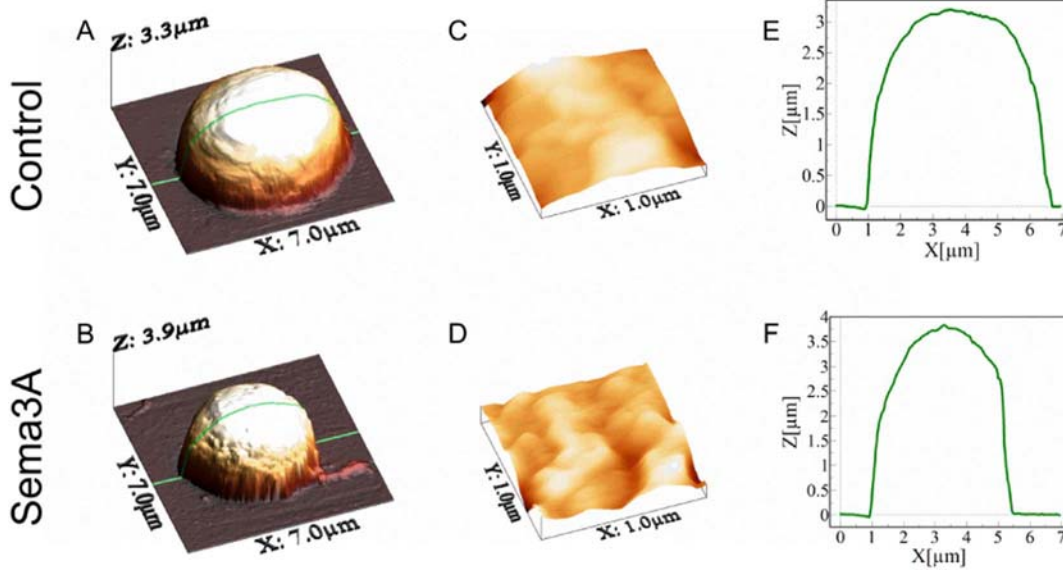 Control
A
Z: 3.3µm
Y: 7.0µm
X: 7.0µm
C
Y: 1.0µm
X: 1.0µm
E
Z[µm]
3
2.5
2
1.5
1
0.5
0
0 1 2 3 4 5 6 7
X[µm]
Sema3A
B
Z: 3.9µm
Y: 7.0µm
X: 7.0µm
D
Y: 1.0µm
X: 1.0µm
F
Z[µm]
4
3.5
3
2.5
2
1.5
1
0.5
0
0 1 2 3 4 5 6 7
X[µm]